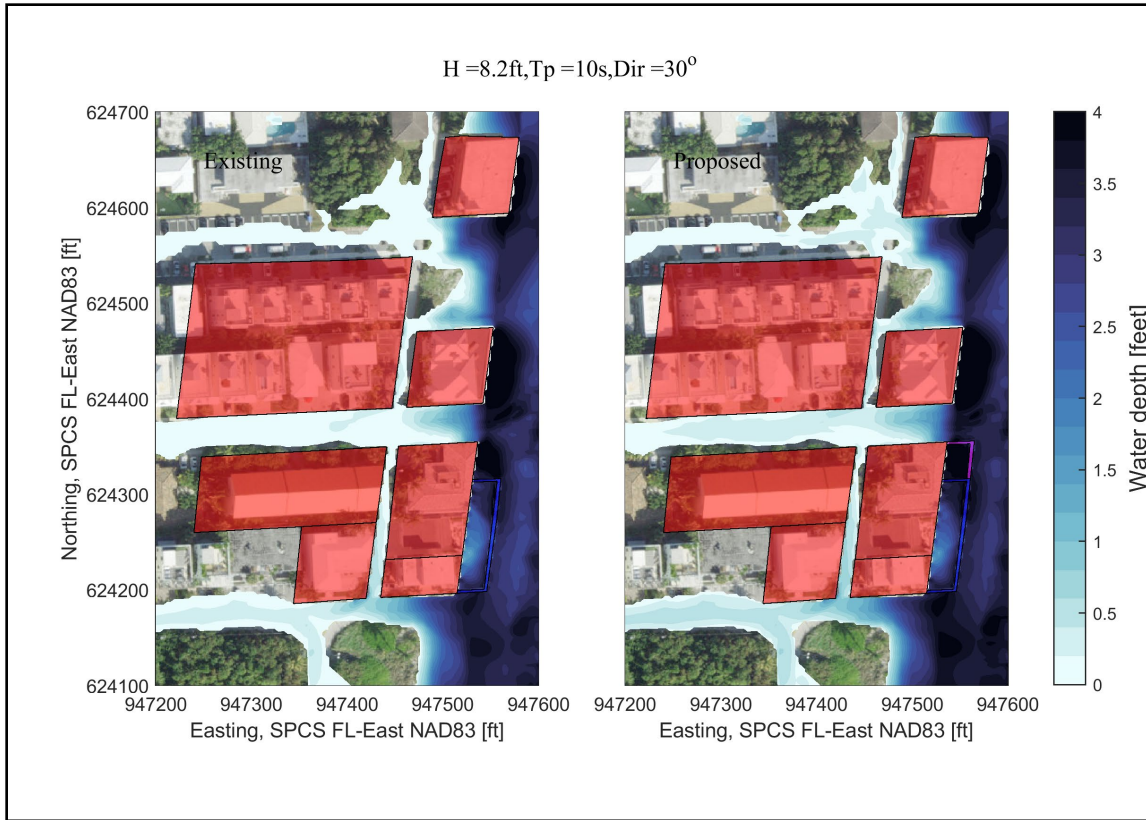 H =8.2ft,Tp =10s,Dir =30o
Existing
Proposed
624700
624600
624500
624400
624300
624200
624100
Northing, SPCS FL-East NAD83 [ft]
947200 947300 947400 947500 947600
Easting, SPCS FL-East NAD83 [ft]
947200 947300 947400 947500 947600
Easting, SPCS FL-East NAD83 [ft]
4
3.5
3
2.5
2
1.5
1
0.5
0
Water depth [feet]